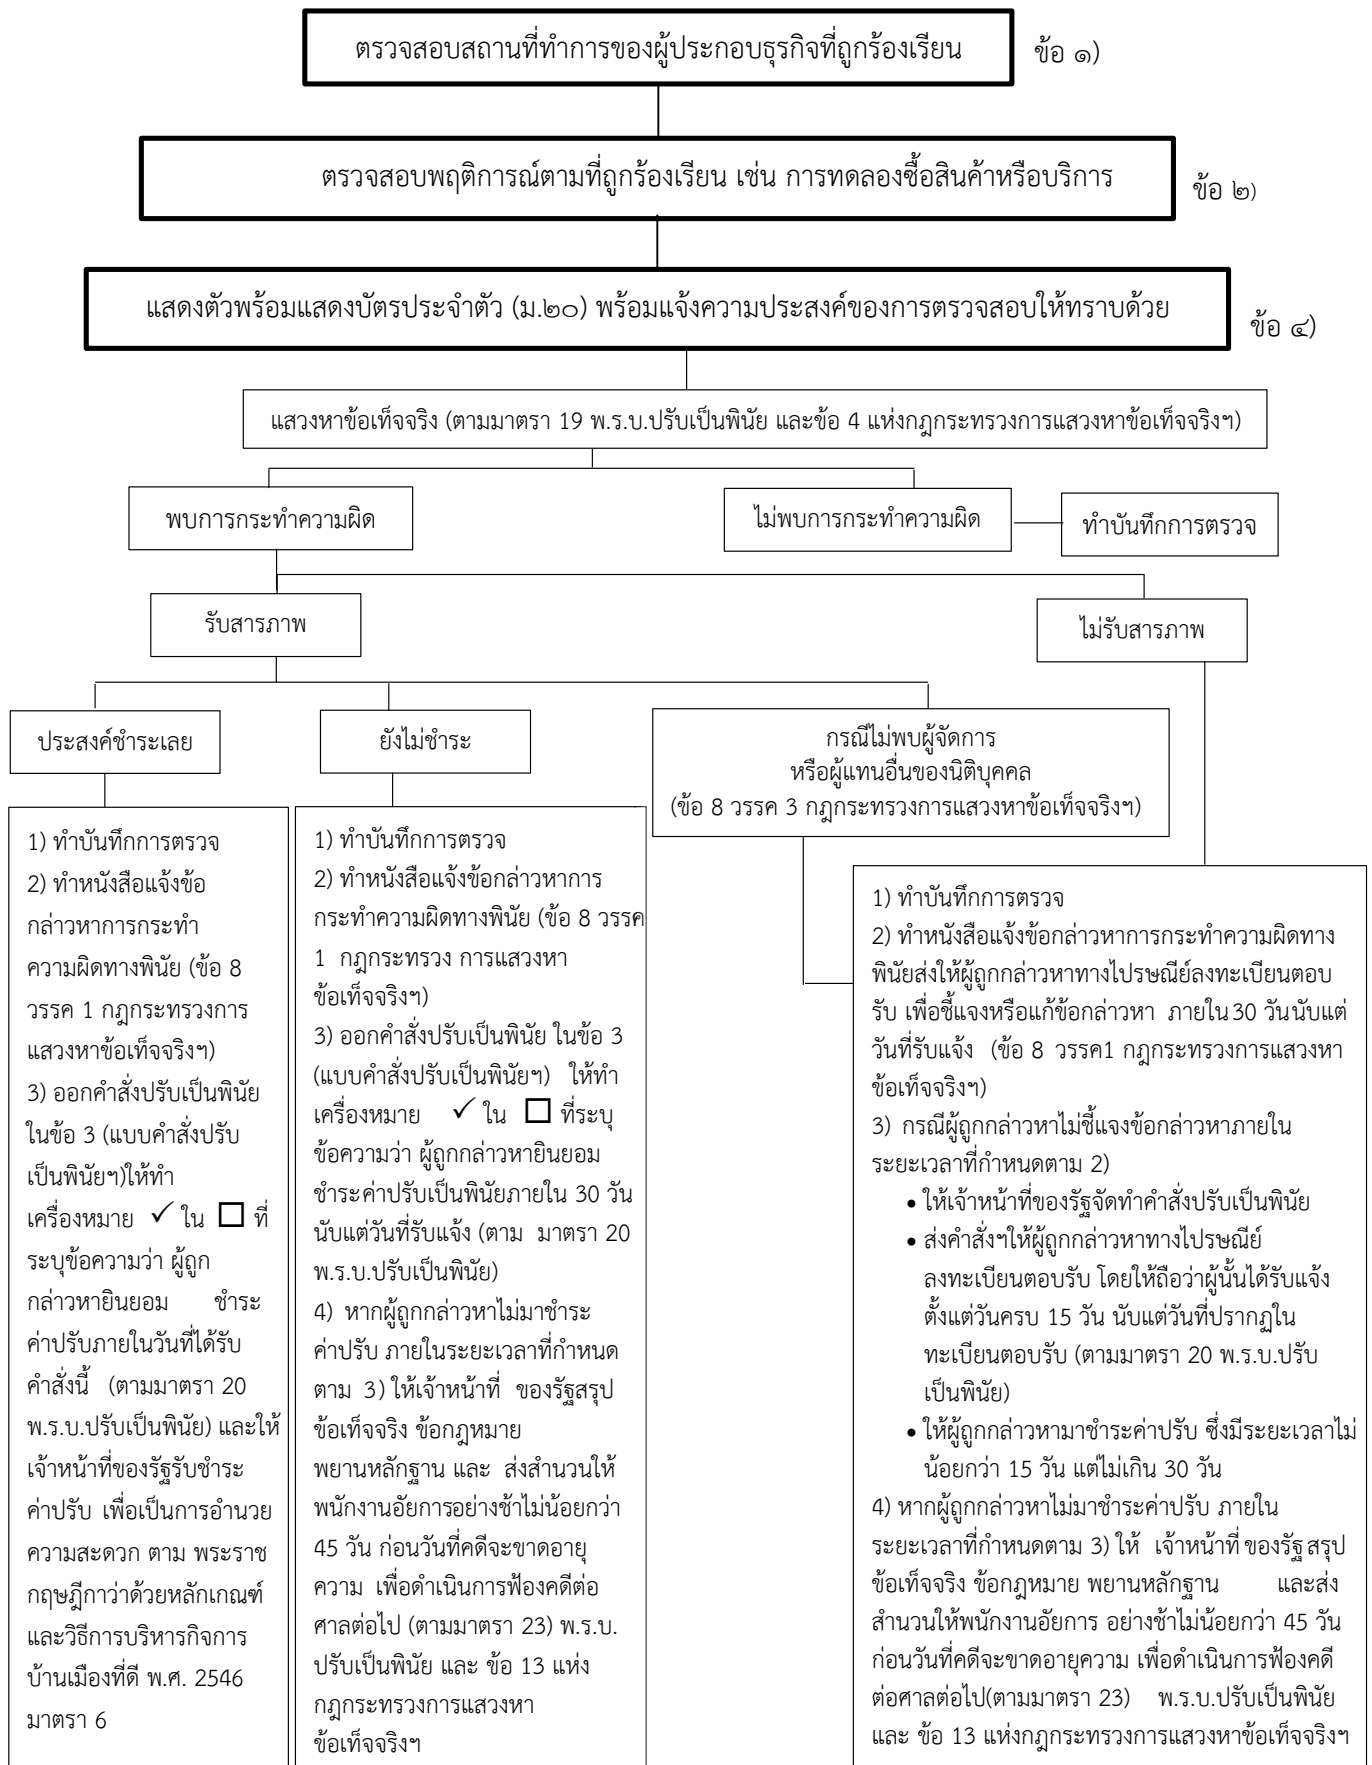 ตรวจสอบสถานที่ทำการของผู้ประกอบธุรกิจที่ถูกร้องเรียน
ข้อ ๑)
ตรวจสอบพฤติการณ์ตามที่ถูกร้องเรียน เช่น การทดลองซื้อสินค้าหรือบริการ
ข้อ ๒)
แสดงตัวพร้อมแสดงบัตรประจำตัว (ม.๒๐) พร้อมแจ้งความประสงค์ของการตรวจสอบให้ทราบด้วย
ข้อ ๔)
แสวงหาข้อเท็จจริง (ตามมาตรา 19 พ.ร.บ.ปรับเป็นพินัย และข้อ 4 แห่งกฎกระทรวงการแสวงหาข้อเท็จจริงฯ)
พบการกระทำความผิด
ไม่พบการกระทำความผิด
ทำบันทึกการตรวจ
รับสารภาพ
ไม่รับสารภาพ
ประสงค์ชำระเลย
ยังไม่ชำระ
กรณีไม่พบผู้จัดการ
หรือผู้แทนอื่นของนิติบุคคล
(ข้อ 8 วรรค 3 กฎกระทรวงการแสวงหาข้อเท็จจริงฯ)
1) ทำบันทึกการตรวจ
2) ทำหนังสือแจ้งข้อ
กล่าวหาการกระทำ
ความผิดทางพินัย (ข้อ 8
วรรค 1 กฎกระทรวงการ
แสวงหาข้อเท็จจริงฯ)
3) ออกคำสั่งปรับเป็นพินัย
ในข้อ 3 (แบบคำสั่งปรับ
เป็นพินัยฯ)ให้ทำ
เครื่องหมาย ✓ ใน □ ที่
ระบุข้อความว่า ผู้ถูก
กล่าวหายินยอม ชำระ
ค่าปรับภายในวันที่ได้รับ
คำสั่งนี้ (ตามมาตรา 20
พ.ร.บ.ปรับเป็นพินัย) และให้
เจ้าหน้าที่ของรัฐรับชำระ
ค่าปรับ เพื่อเป็นการอำนวย
ความสะดวก ตาม พระราช
กฤษฎีกาว่าด้วยหลักเกณฑ์
และวิธีการบริหารกิจการ
บ้านเมืองที่ดี พ.ศ. 2546
มาตรา 6
1) ทำบันทึกการตรวจ
2) ทำหนังสือแจ้งข้อกล่าวหาการ
กระทำความผิดทางพินัย (ข้อ 8 วรรค
1 กฎกระทรวง การแสวงหา
ข้อเท็จจริงฯ)
3) ออกคำสั่งปรับเป็นพินัย ในข้อ 3
(แบบคำสั่งปรับเป็นพินัยฯ) ให้ทำ
เครื่องหมาย ✓ ใน □ ที่ระบุ
ข้อความว่า ผู้ถูกกล่าวหายินยอม
ชำระค่าปรับเป็นพินัยภายใน 30 วัน
นับแต่วันที่รับแจ้ง (ตาม มาตรา 20
พ.ร.บ.ปรับเป็นพินัย)
4) หากผู้ถูกกล่าวหาไม่มาชำระ
ค่าปรับ ภายในระยะเวลาที่กำหนด
ตาม 3) ให้เจ้าหน้าที่ ของรัฐสรุป
ข้อเท็จจริง ข้อกฎหมาย
พยานหลักฐาน และ ส่งสำนวนให้
พนักงานอัยการอย่างช้าไม่น้อยกว่า
45 วัน ก่อนวันที่คดีจะขาดอายุ
ความ เพื่อดำเนินการฟ้องคดีต่อ
ศาลต่อไป (ตามมาตรา 23) พ.ร.บ.
ปรับเป็นพินัย และ ข้อ 13 แห่ง
กฎกระทรวงการแสวงหา
ข้อเท็จจริงฯ
1) ทำบันทึกการตรวจ
2) ทำหนังสือแจ้งข้อกล่าวหาการกระทำความผิดทาง
พินัยส่งให้ผู้ถูกกล่าวหาทางไปรษณีย์ลงทะเบียนตอบ
รับ เพื่อชี้แจงหรือแก้ข้อกล่าวหา ภายใน 30 วันนับแต่
วันที่รับแจ้ง (ข้อ 8 วรรค1 กฎกระทรวงการแสวงหา
ข้อเท็จจริงฯ)
3) กรณีผู้ถูกกล่าวหาไม่ชี้แจงข้อกล่าวหาภายใน
ระยะเวลาที่กำหนดตาม 2)
• ให้เจ้าหน้าที่ของรัฐจัดทำคำสั่งปรับเป็นพินัย
• ส่งคำสั่งฯให้ผู้ถูกกล่าวหาทางไปรษณีย์
ลงทะเบียนตอบรับ โดยให้ถือว่าผู้นั้นได้รับแจ้ง
ตั้งแต่วันครบ 15 วัน นับแต่วันที่ปรากฏใน
ทะเบียนตอบรับ (ตามมาตรา 20 พ.ร.บ.ปรับ
เป็นพินัย)
• ให้ผู้ถูกกล่าวหามาชำระค่าปรับ ซึ่งมีระยะเวลาไม่
น้อยกว่า 15 วัน แต่ไม่เกิน 30 วัน
4) หากผู้ถูกกล่าวหาไม่มาชำระค่าปรับ ภายใน
ระยะเวลาที่กำหนดตาม 3) ให้ เจ้าหน้าที่ ของรัฐ สรุป
ข้อเท็จจริง ข้อกฎหมาย พยานหลักฐาน และส่ง
สำนวนให้พนักงานอัยการ อย่างช้าไม่น้อยกว่า 45 วัน
ก่อนวันที่คดีจะขาดอายุความ เพื่อดำเนินการฟ้องคดี
ต่อศาลต่อไป(ตามมาตรา 23) พ.ร.บ.ปรับเป็นพินัย
และ ข้อ 13 แห่งกฎกระทรวงการแสวงหาข้อเท็จจริงฯ